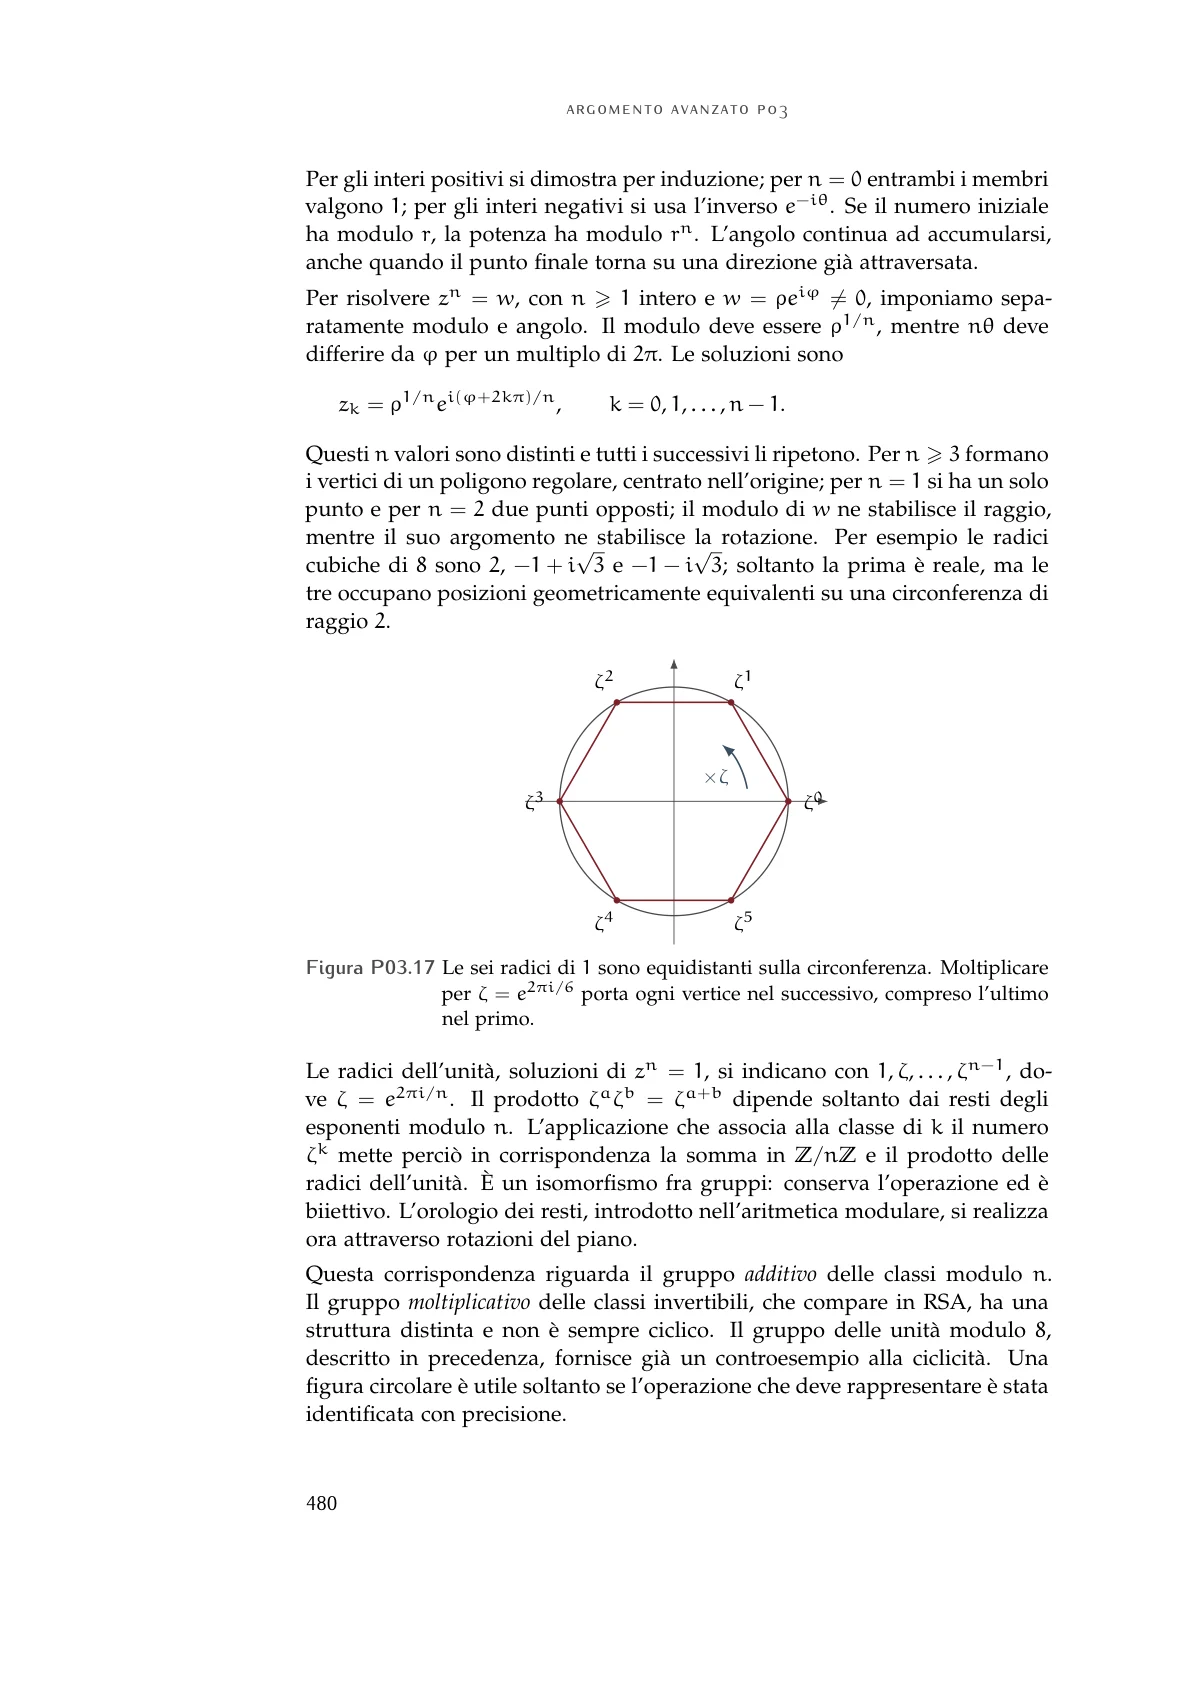 ARGOMENTO AVANZATO P03
Per gli interi positivi si dimostra per induzione; per n = 0 entrambi i membri
valgono 1; per gli interi negativi si usa l'inverso e^{−iθ}. Se il numero iniziale
ha modulo r, la potenza ha modulo r^n. L'angolo continua ad accumularsi,
anche quando il punto finale torna su una direzione già attraversata.
Per risolvere z^n = w, con n ⩾ 1 intero e w = ρe^{iφ} ≠ 0, imponiamo sepa-
ratamente modulo e angolo. Il modulo deve essere ρ^{1/n}, mentre nθ deve
differire da φ per un multiplo di 2π. Le soluzioni sono
z_k = ρ^{1/n}e^{i(φ+2kπ)/n}, k = 0, 1, . . . , n − 1.
Questi n valori sono distinti e tutti i successivi li ripetono. Per n ⩾ 3 formano
i vertici di un poligono regolare, centrato nell'origine; per n = 1 si ha un solo
punto e per n = 2 due punti opposti; il modulo di w ne stabilisce il raggio,
mentre il suo argomento ne stabilisce la rotazione. Per esempio le radici
cubiche di 8 sono 2, −1 + i√3 e −1 − i√3; soltanto la prima è reale, ma le
tre occupano posizioni geometricamente equivalenti su una circonferenza di
raggio 2.
ζ^2 ζ^1
×ζ
ζ^3 ζ^0
ζ^4 ζ^5
Figura P03.17 Le sei radici di 1 sono equidistanti sulla circonferenza. Moltiplicare
per ζ = e^{2πi/6} porta ogni vertice nel successivo, compreso l'ultimo
nel primo.
Le radici dell'unità, soluzioni di z^n = 1, si indicano con 1, ζ, . . . , ζ^{n−1}, do-
ve ζ = e^{2πi/n}. Il prodotto ζ^aζ^b = ζ^{a+b} dipende soltanto dai resti degli
esponenti modulo n. L'applicazione che associa alla classe di k il numero
ζ^k mette perciò in corrispondenza la somma in ℤ/nℤ e il prodotto delle
radici dell'unità. È un isomorfismo fra gruppi: conserva l'operazione ed è
biiettivo. L'orologio dei resti, introdotto nell'aritmetica modulare, si realizza
ora attraverso rotazioni del piano.
Questa corrispondenza riguarda il gruppo additivo delle classi modulo n.
Il gruppo moltiplicativo delle classi invertibili, che compare in RSA, ha una
struttura distinta e non è sempre ciclico. Il gruppo delle unità modulo 8,
descritto in precedenza, fornisce già un controesempio alla ciclicità. Una
figura circolare è utile soltanto se l'operazione che deve rappresentare è stata
identificata con precisione.
480